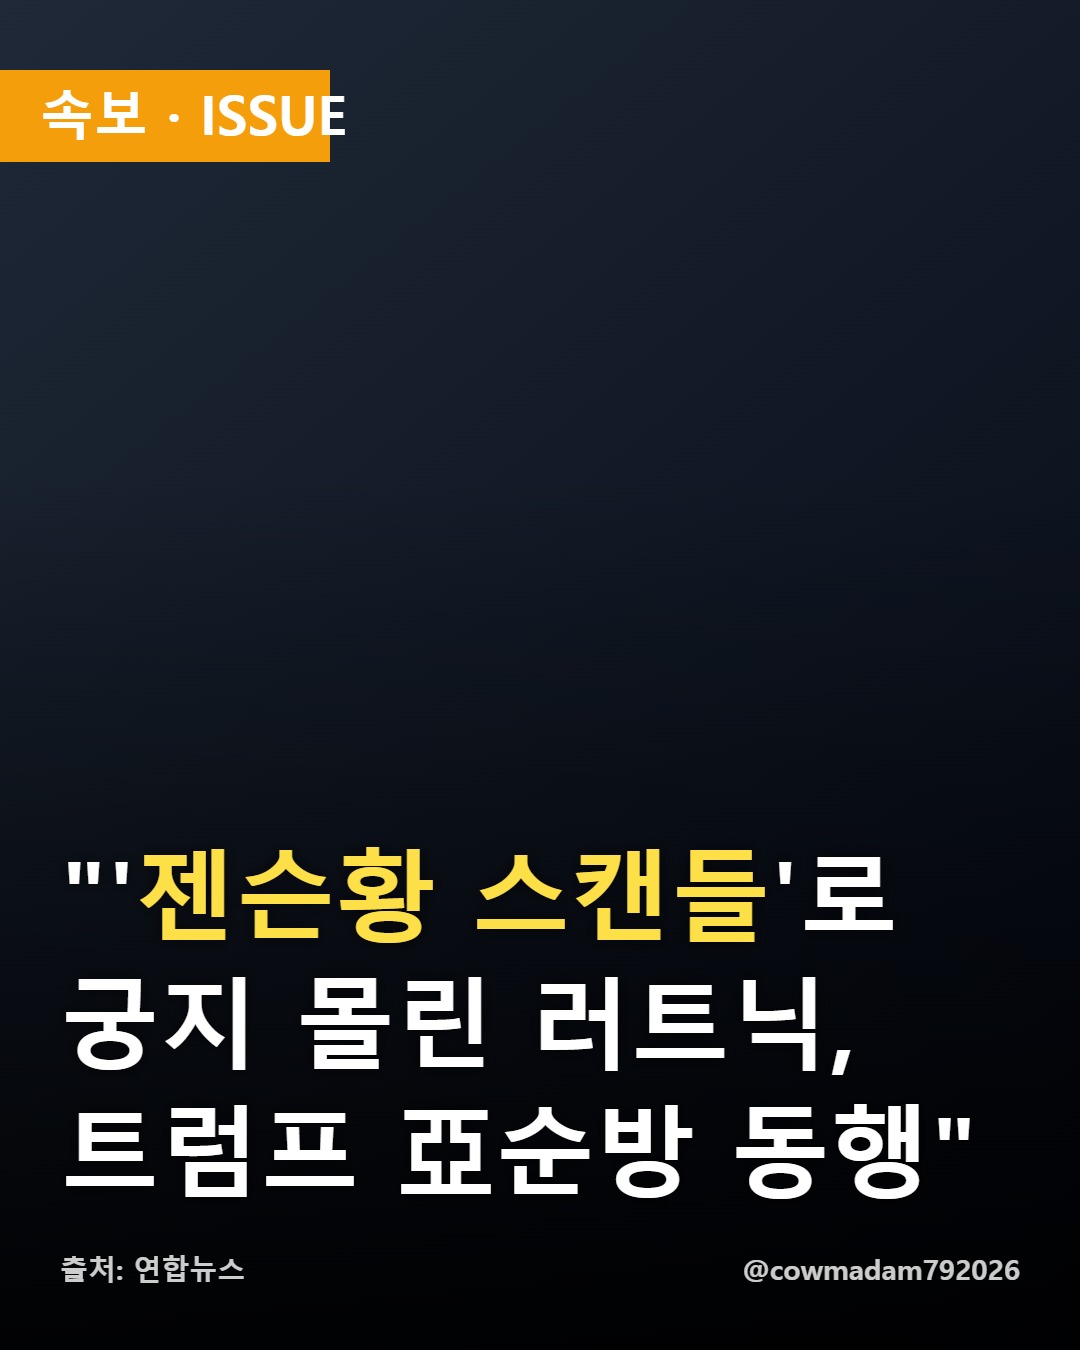 속보 · ISSUE
"'젠슨황 스캔들'로
궁지 몰린 러트닉,
트럼프 亞순방 동행"
출처: 연합뉴스
@cowmadam792026